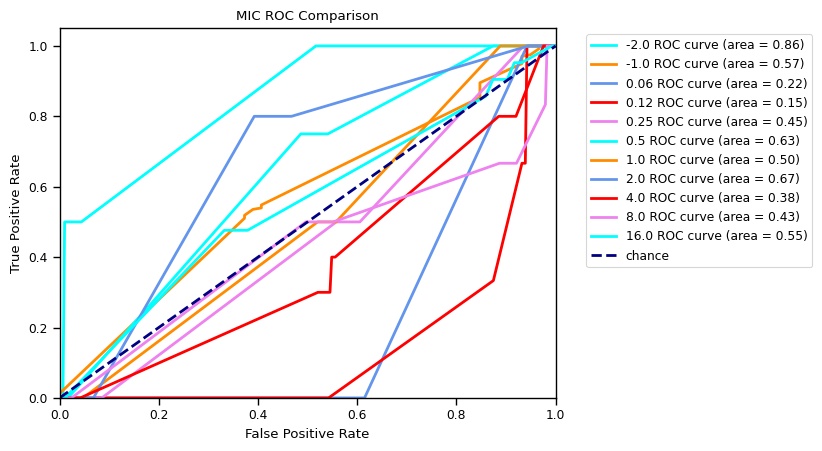 MIC ROC Comparison
1.0
0.8
0.6
0.4
0.2
0.0
True Positive Rate
0.0 0.2 0.4 0.6 0.8 1.0
False Positive Rate
-2.0 ROC curve (area = 0.86)
-1.0 ROC curve (area = 0.57)
0.06 ROC curve (area = 0.22)
0.12 ROC curve (area = 0.15)
0.25 ROC curve (area = 0.45)
0.5 ROC curve (area = 0.63)
1.0 ROC curve (area = 0.50)
2.0 ROC curve (area = 0.67)
4.0 ROC curve (area = 0.38)
8.0 ROC curve (area = 0.43)
16.0 ROC curve (area = 0.55)
chance